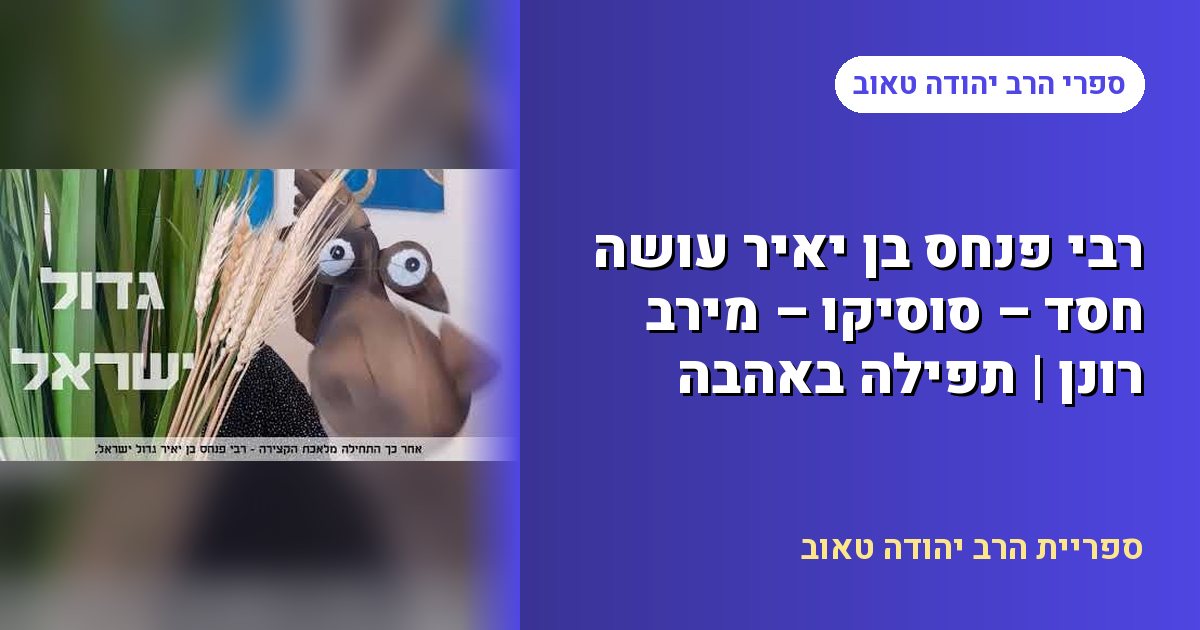 ספרי הרב יהודה טאוב
רבי פנחס בן יאיר עושה
חסד – סוסיקו – מירב
רונן | תפילה באהבה
גדול
ישראל
אחר כך התחילה מלאכת הקצירה - רבי פנחס בן יאיר גדול ישראל.
ספריית הרב יהודה טאוב